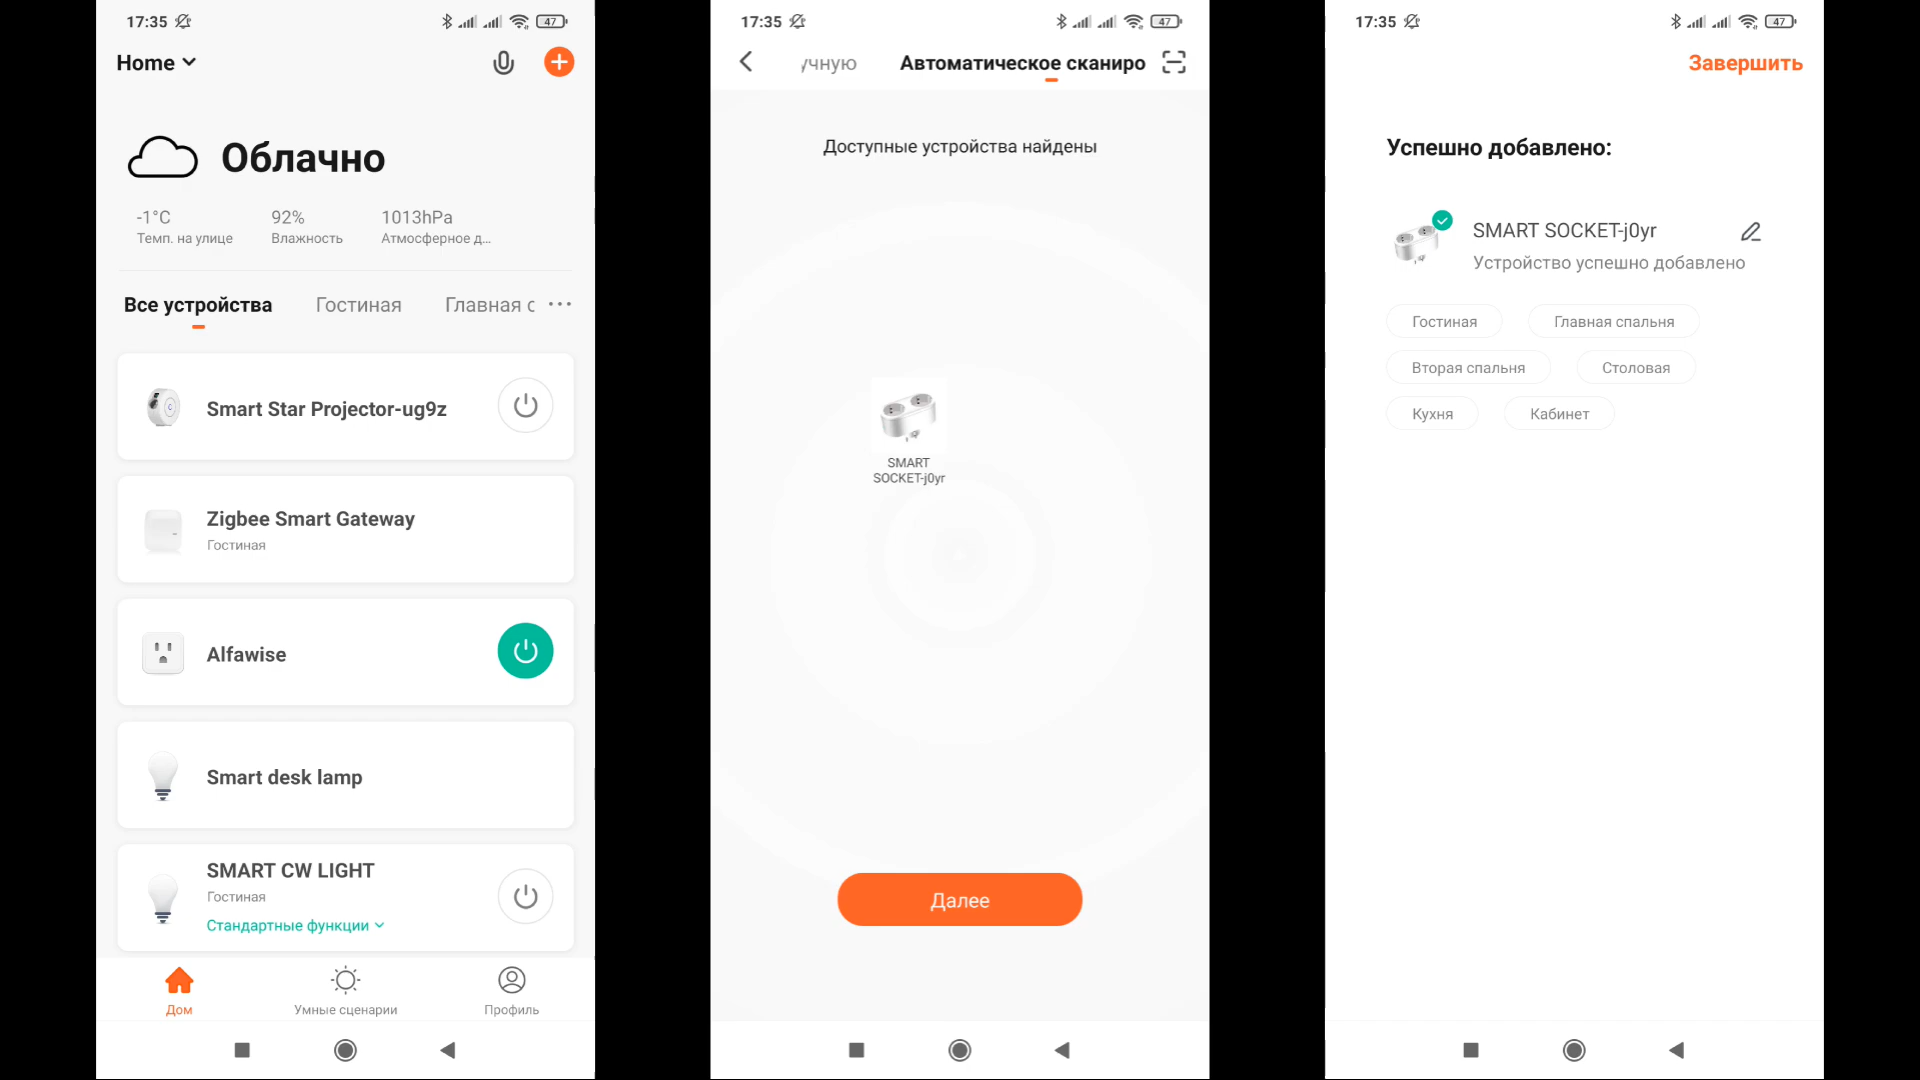 17:35
47
Home
Облачно
-1°C
92%
1013hPa
Темп. на улице
Влажность
Атмосферное д...
Все устройства
Гостиная
Главная с
Smart Star Projector-ug9z
Zigbee Smart Gateway
Гостиная
Alfawise
Smart desk lamp
SMART CW LIGHT
Гостиная
Стандартные функции
Дом
Умные сценарии
Профиль
17:35
47
учную
Автоматическое сканиро
Доступные устройства найдены
SMART
SOCKET-j0yr
Далее
17:35
47
Завершить
Успешно добавлено:
SMART SOCKET-j0yr
Устройство успешно добавлено
Гостиная
Главная спальня
Вторая спальня
Столовая
Кухня
Кабинет